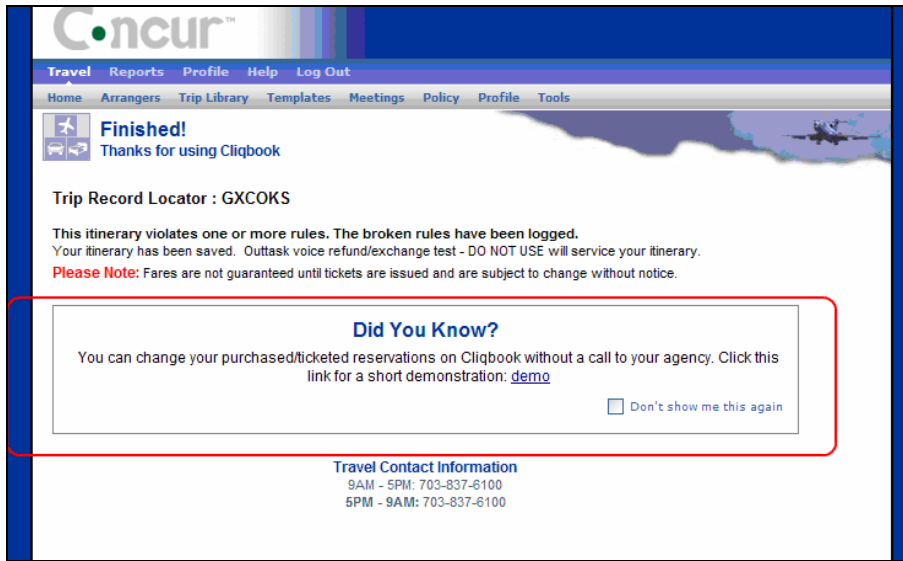 Concur™
Travel Reports Profile Help Log Out
Home Arrangers Trip Library Templates Meetings Policy Profile Tools
Finished!
Thanks for using Cliqbook
Trip Record Locator : GXCOKS
This itinerary violates one or more rules. The broken rules have been logged.
Your itinerary has been saved. Outtask voice refund/exchange test - DO NOT USE will service your itinerary.
Please Note: Fares are not guaranteed until tickets are issued and are subject to change without notice.
Did You Know?
You can change your purchased/ticketed reservations on Cliqbook without a call to your agency. Click this
link for a short demonstration: demo
Don't show me this again
Travel Contact Information
9AM - 5PM: 703-837-6100
5PM - 9AM: 703-837-6100